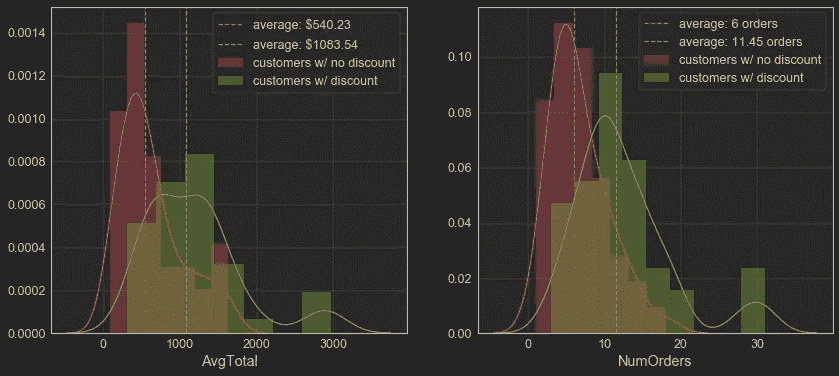 0.0014
0.0012
0.0010
0.0008
0.0006
0.0004
0.0002
0.0000
0
1000
2000
3000
AvgTotal
average: $540.23
average: $1083.54
customers w/ no discount
customers w/ discount
0.10
0.08
0.06
0.04
0.02
0.00
0
10
20
30
NumOrders
average: 6 orders
average: 11.45 orders
customers w/ no discount
customers w/ discount